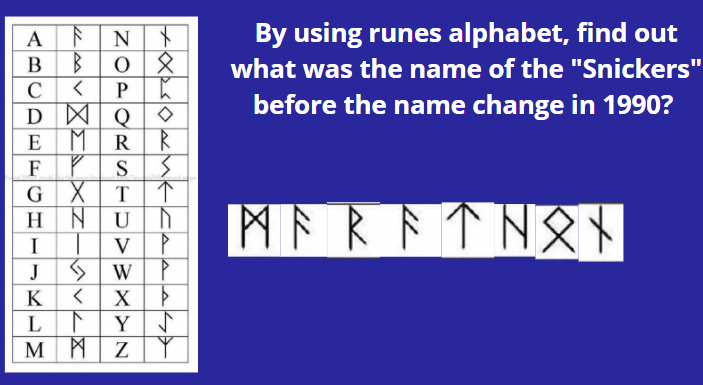 A ᚨ N ᚾ
B ᛒ O ᛟ
C ᚲ P ᛈ
D ᛞ Q ᛜ
E ᛖ R ᚱ
F ᚠ S ᛊ
G ᚷ T ᛏ
H ᚺ U ᚢ
I ᛁ V ᚹ
J ᛃ W ᚹ
K ᚲ X ᚦ
L ᛚ Y ᛇ
M ᛗ Z ᛉ
By using runes alphabet, find out
what was the name of the "Snickers"
before the name change in 1990?
ᛗᚨᚱᚨᛏᚺᛟᚾ